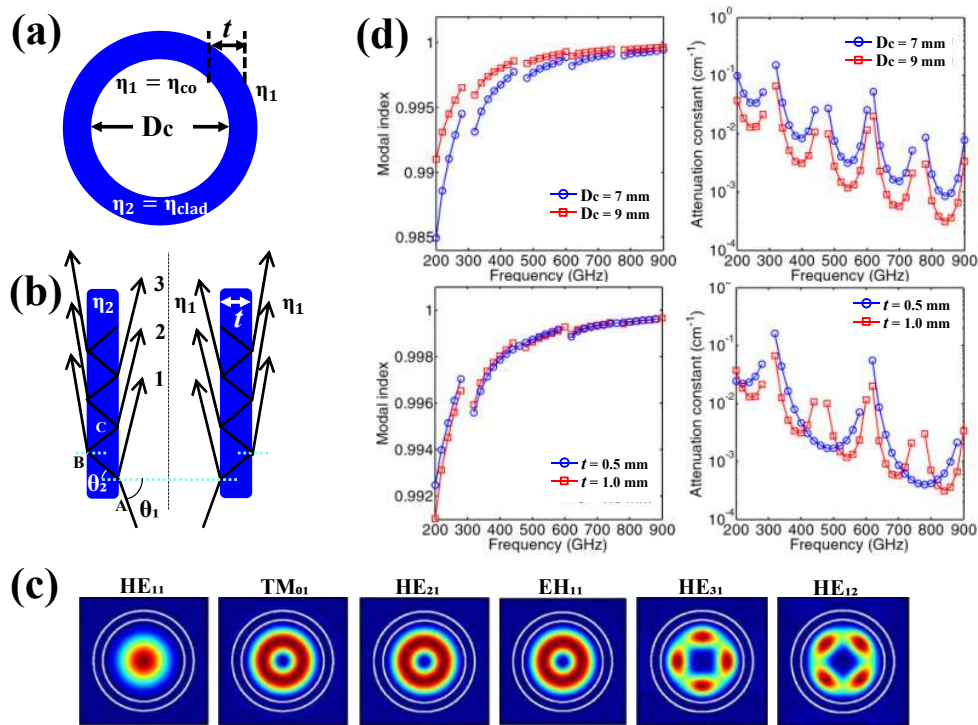 (a)
t
η₁ = ηco
η₁
Dc
η₂ = ηclad
(b)
η₂
η₁
t
η₁
3
2
1
C
B
θ₂
A
θ₁
(c)
HE₁₁
TM₀₁
HE₂₁
EH₁₁
HE₃₁
HE₁₂
(d)
Modal index
1
0.995
0.99
0.985
Dc = 7 mm
Dc = 9 mm
200 300 400 500 600 700 800 900
Frequency (GHz)
Attenuation constant (cm⁻¹)
10⁰
10⁻¹
10⁻²
10⁻³
10⁻⁴
Dc = 7 mm
Dc = 9 mm
200 300 400 500 600 700 800 900
Frequency (GHz)
Modal index
1
0.998
0.996
0.994
0.992
t = 0.5 mm
t = 1.0 mm
200 300 400 500 600 700 800 900
Frequency (GHz)
Attenuation constant (cm⁻¹)
10⁰
10⁻¹
10⁻²
10⁻³
10⁻⁴
t = 0.5 mm
t = 1.0 mm
200 300 400 500 600 700 800 900
Frequency (GHz)